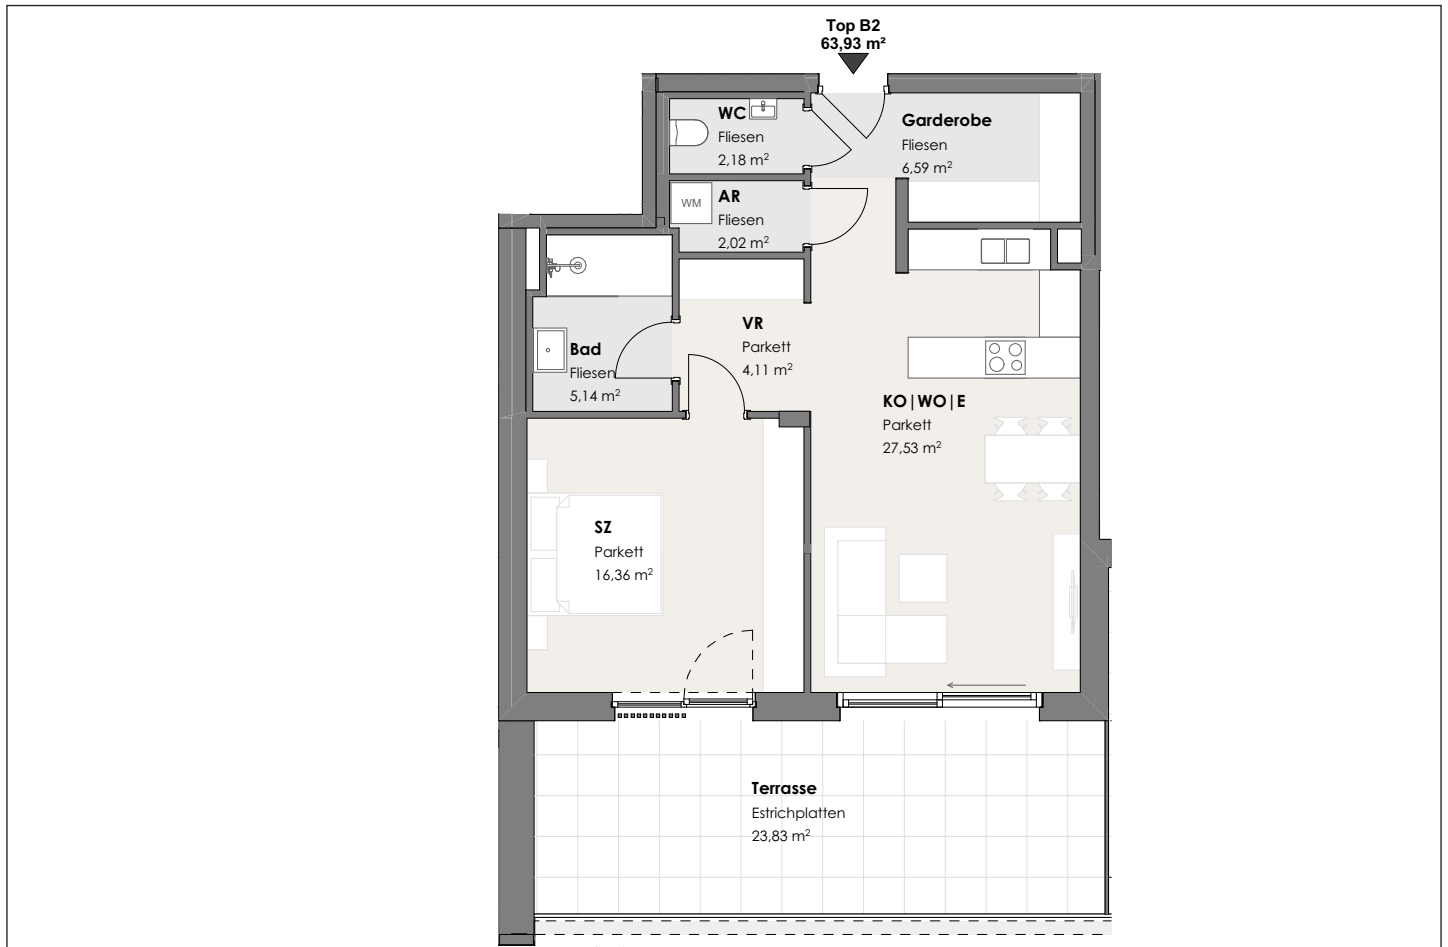 Top B2
63,93 m²
WC
Fliesen
2,18 m²
Garderobe
Fliesen
6,59 m²
WM
AR
Fliesen
2,02 m²
VR
Parkett
4,11 m²
Bad
Fliesen
5,14 m²
KO|WO|E
Parkett
27,53 m²
SZ
Parkett
16,36 m²
Terrasse
Estrichplatten
23,83 m²